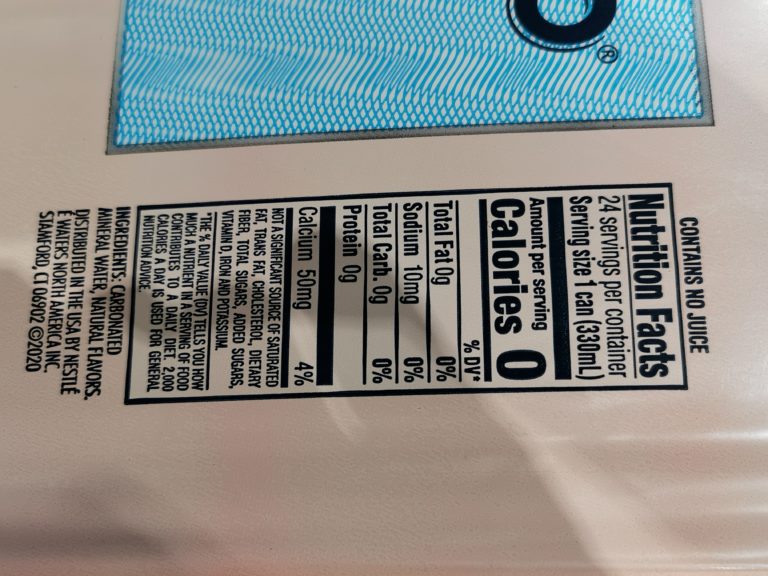 ®
CONTAINS NO JUICE
Nutrition Facts
24 servings per container
Serving size 1 can (330mL)
Amount per serving
Calories 0
% DV*
Total Fat 0g 0%
Sodium 10mg 0%
Total Carb. 0g 0%
Protein 0g
Calcium 50mg 4%
NOT A SIGNIFICANT SOURCE OF SATURATED
FAT, TRANS FAT, CHOLESTEROL, DIETARY
FIBER, TOTAL SUGARS, ADDED SUGARS,
VITAMIN D, IRON AND POTASSIUM.
*THE % DAILY VALUE (DV) TELLS YOU HOW
MUCH A NUTRIENT IN A SERVING OF FOOD
CONTRIBUTES TO A DAILY DIET. 2,000
CALORIES A DAY IS USED FOR GENERAL
NUTRITION ADVICE.
INGREDIENTS: CARBONATED
MINERAL WATER, NATURAL FLAVORS.
DISTRIBUTED IN THE USA BY NESTLÉ
E WATERS NORTH AMERICA INC.
STAMFORD, CT 06902 ©2020